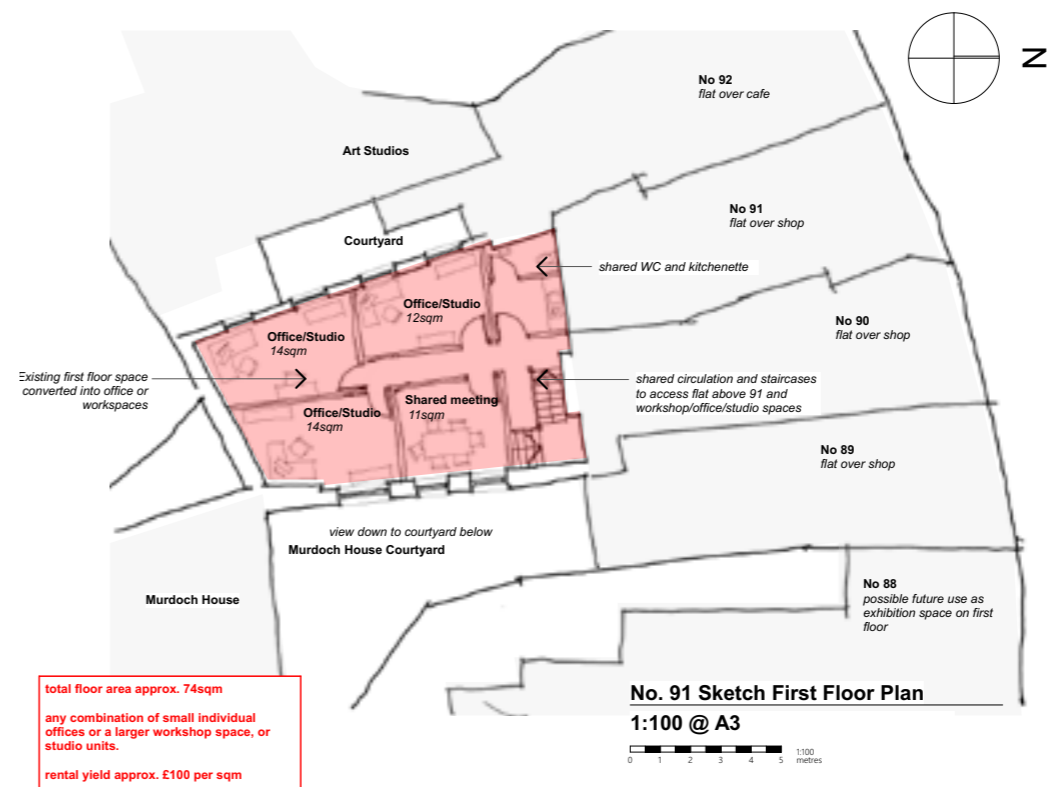 N
No 92
flat over cafe
Art Studios
No 91
flat over shop
Courtyard
shared WC and kitchenette
Office/Studio
12sqm
No 90
flat over shop
Office/Studio
14sqm
Existing first floor space
converted into office or
workspaces
shared circulation and staircases
to access flat above 91 and
workshop/office/studio spaces
Shared meeting
11sqm
Office/Studio
14sqm
No 89
flat over shop
view down to courtyard below
Murdoch House Courtyard
Murdoch House
No 88
possible future use as
exhibition space on first
floor
total floor area approx. 74sqm
any combination of small individual
offices or a larger workshop space, or
studio units.
rental yield approx. £100 per sqm
No. 91 Sketch First Floor Plan
1:100 @ A3
0 1 2 3 4 5
1:100
metres